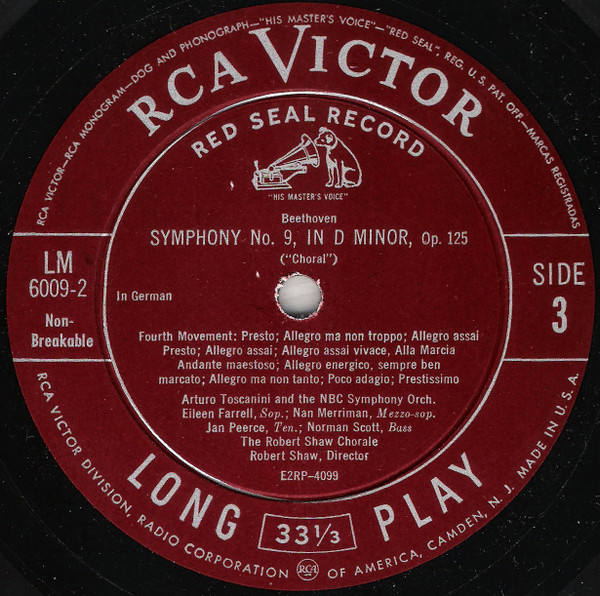 RCA VICTOR—RCA MONOGRAM—DOG AND PHONOGRAPH—"HIS MASTER'S VOICE"—"RED SEAL", REG. U.S. PAT. OFF.—MARCAS REGISTRADAS
RCA VICTOR
RED SEAL RECORD
"HIS MASTER'S VOICE"
Beethoven
SYMPHONY No. 9, IN D MINOR, Op. 125
("Choral")
LM
6009-2
Non-
Breakable
In German
SIDE
3
Fourth Movement: Presto; Allegro ma non troppo; Allegro assai
Presto; Allegro assai; Allegro assai vivace, Alla Marcia
Andante maestoso; Allegro energico, sempre ben
marcato; Allegro ma non tanto; Poco adagio; Prestissimo
Arturo Toscanini and the NBC Symphony Orch.
Eileen Farrell, Sop.; Nan Merriman, Mezzo-sop.
Jan Peerce, Ten.; Norman Scott, Bass
The Robert Shaw Chorale
Robert Shaw, Director
E2RP-4099
LONG 33 1/3 PLAY
RCA VICTOR DIVISION, RADIO CORPORATION RCA OF AMERICA, CAMDEN, N. J. MADE IN U.S.A.